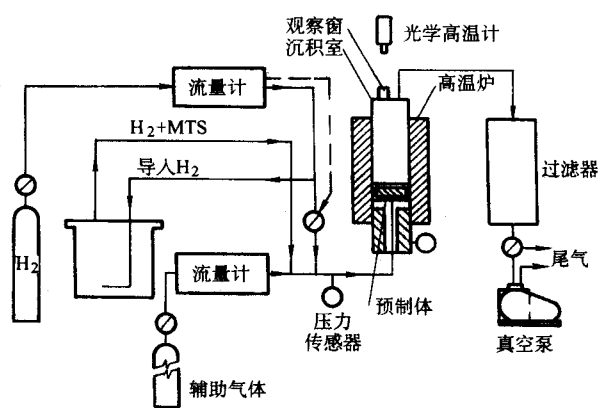 观察窗
沉积室
光学高温计
高温炉
流量计
H₂+MTS
导入H₂
过滤器
H₂
流量计
尾气
预制体
压力
传感器
真空泵
辅助气体